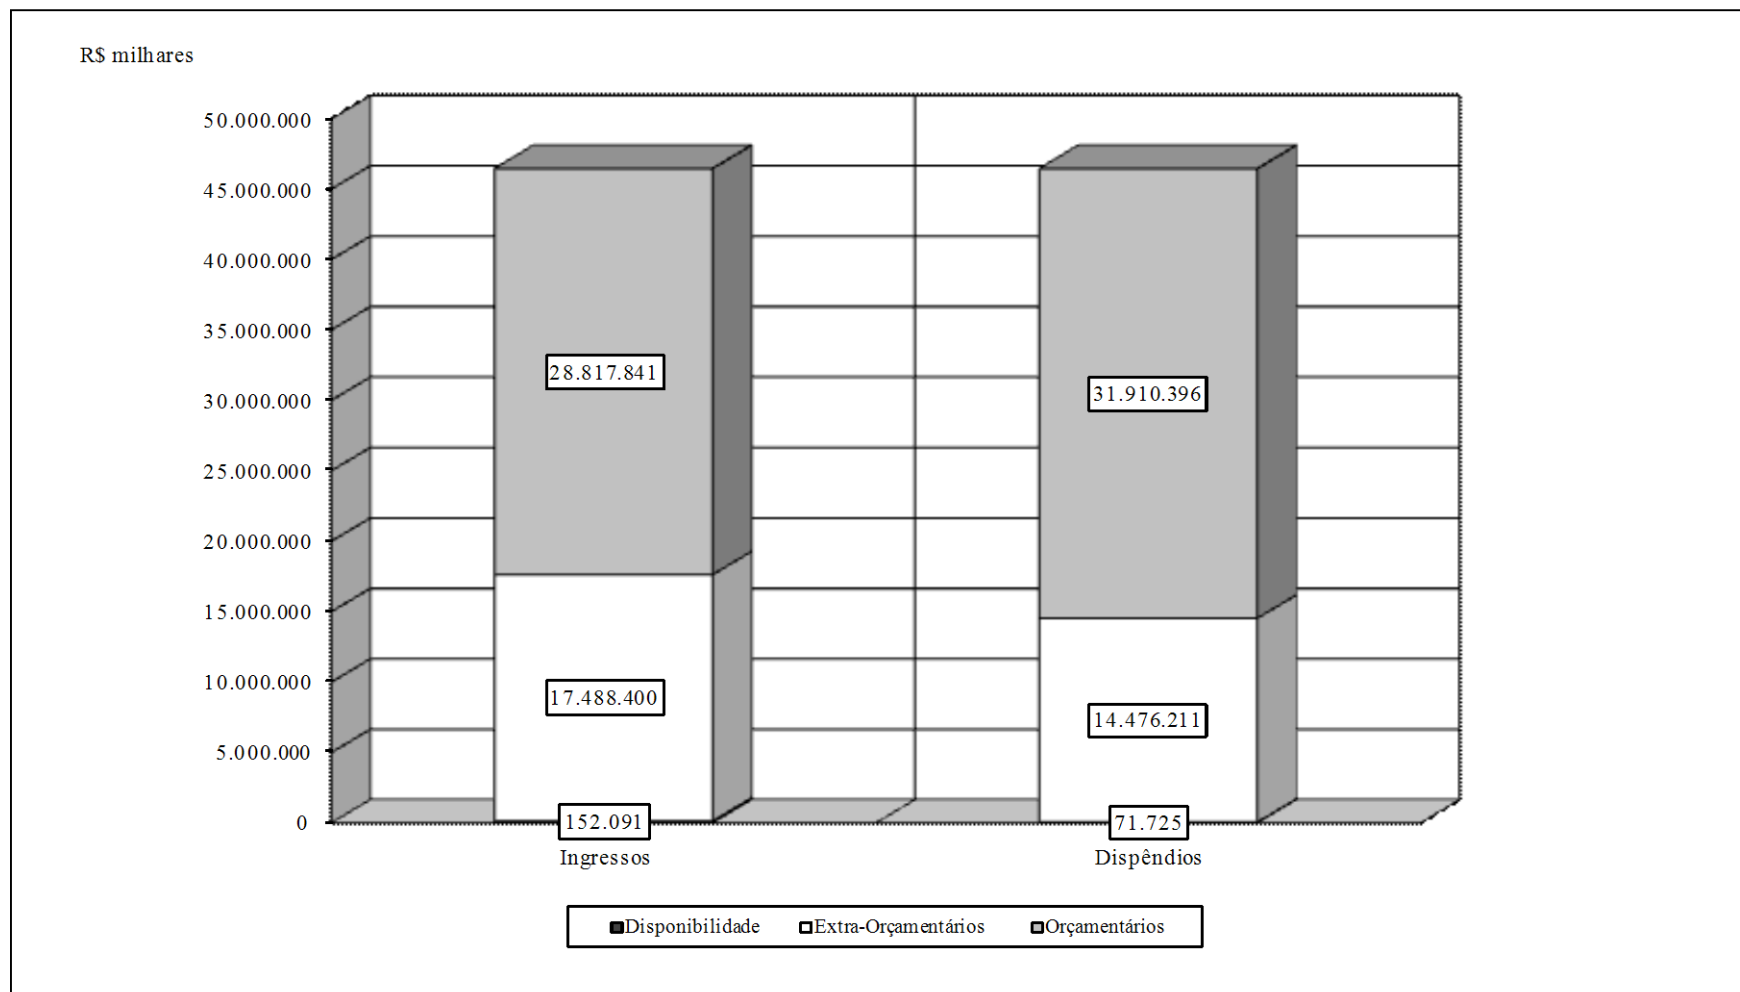 R$ milhares
50.000.000
45.000.000
40.000.000
35.000.000
30.000.000
25.000.000
20.000.000
15.000.000
10.000.000
5.000.000
0
28.817.841
31.910.396
17.488.400
14.476.211
152.091
71.725
Ingressos
Dispêndios
Disponibilidade
Extra-Orçamentários
Orçamentários